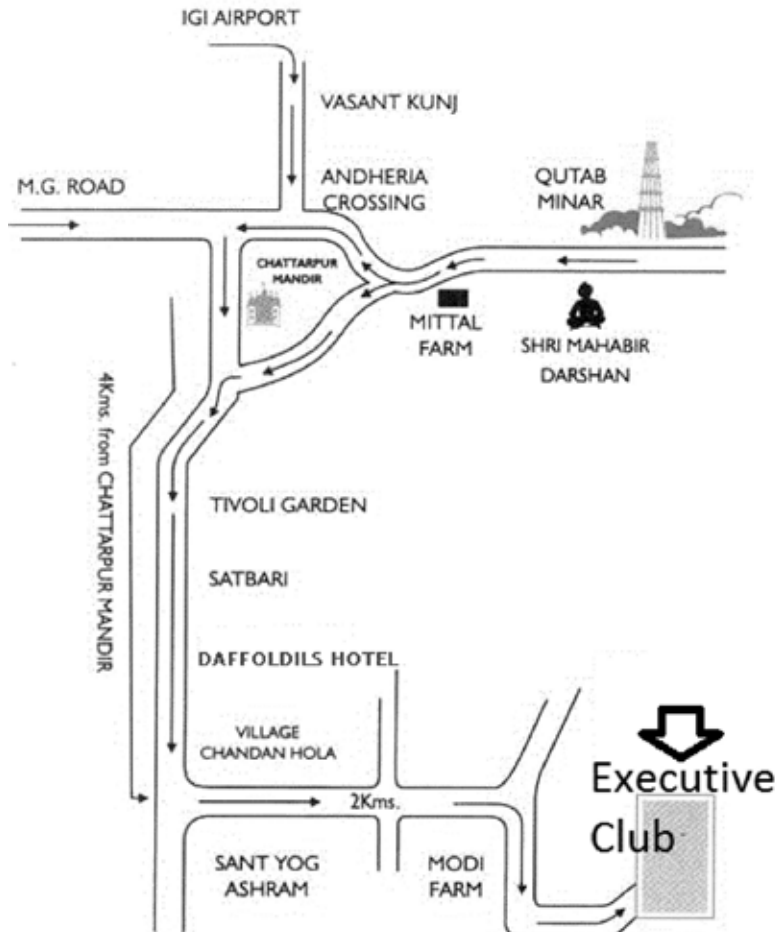 IGI AIRPORT
VASANT KUNJ
M.G. ROAD
ANDHERIA
CROSSING
QUTAB
MINAR
CHATTARPUR
MANDIR
MITTAL
FARM
SHRI MAHABIR
DARSHAN
4Kms. from CHATTARPUR MANDIR
TIVOLI GARDEN
SATBARI
DAFFOLDILS HOTEL
VILLAGE
CHANDAN HOLA
2Kms.
Executive
Club
SANT YOG
ASHRAM
MODI
FARM